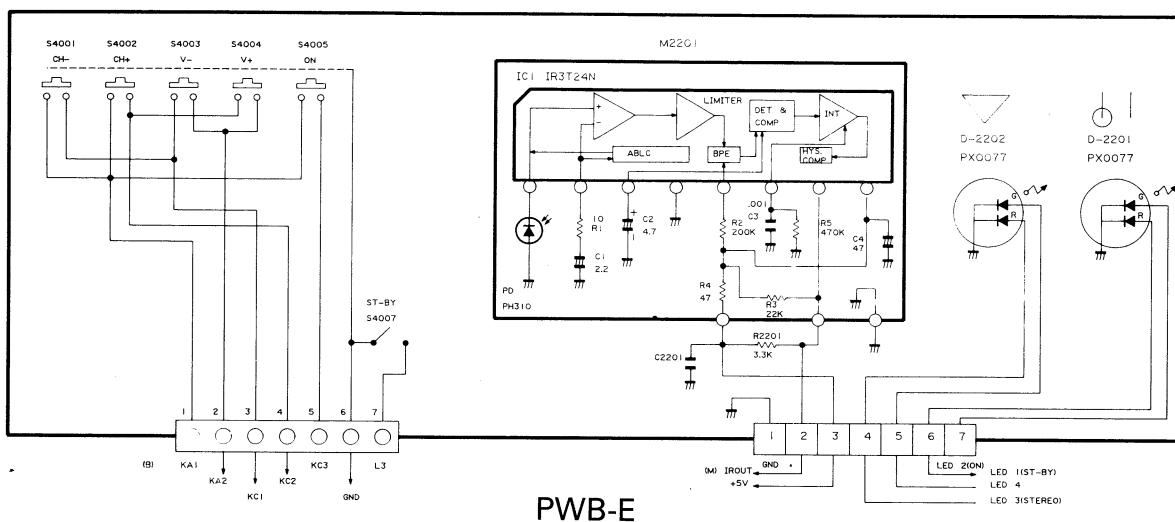 S4001 S4002 S4003 S4004 S4005
CH− CH+ V− V+ ON
M2201
IC1 IR3T24N
LIMITER
DET &
COMP
INT
+
−
ABLC
BPE
HYS.
COMP
D-2202
PX0077
D-2201
PX0077
G
R
G
R
10
R1
C1
2.2
+
C2
4.7
R2
200K
.001
C3
R5
470K
C4
47
PD
PH310
R4
47
R3
22K
ST-BY
S4007
C2201
R2201
3.3K
1 2 3 4 5 6 7
(B) KA1 KA2 KC1 KC2 KC3 GND L3
1 2 3 4 5 6 7
GND
(M) IROUT
+5V
LED 2(ON)
LED 1(ST-BY)
LED 4
LED 3(STEREO)
PWB-E